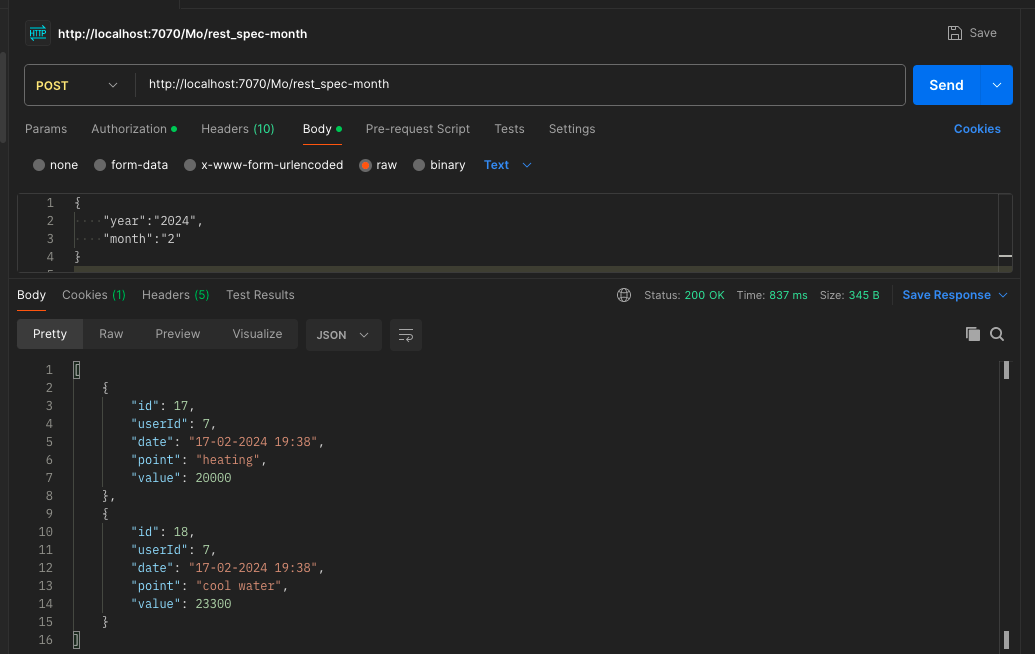 HTTP http://localhost:7070/Mo/rest_spec-month Save
POST http://localhost:7070/Mo/rest_spec-month Send
Params Authorization Headers (10) Body Pre-request Script Tests Settings Cookies
none form-data x-www-form-urlencoded raw binary Text
1 {
2 "year":"2024",
3 "month":"2"
4 }
Body Cookies (1) Headers (5) Test Results Status: 200 OK Time: 837 ms Size: 345 B Save Response
Pretty Raw Preview Visualize JSON
1 [
2 {
3 "id": 17,
4 "userId": 7,
5 "date": "17-02-2024 19:38",
6 "point": "heating",
7 "value": 20000
8 },
9 {
10 "id": 18,
11 "userId": 7,
12 "date": "17-02-2024 19:38",
13 "point": "cool water",
14 "value": 23300
15 }
16 ]